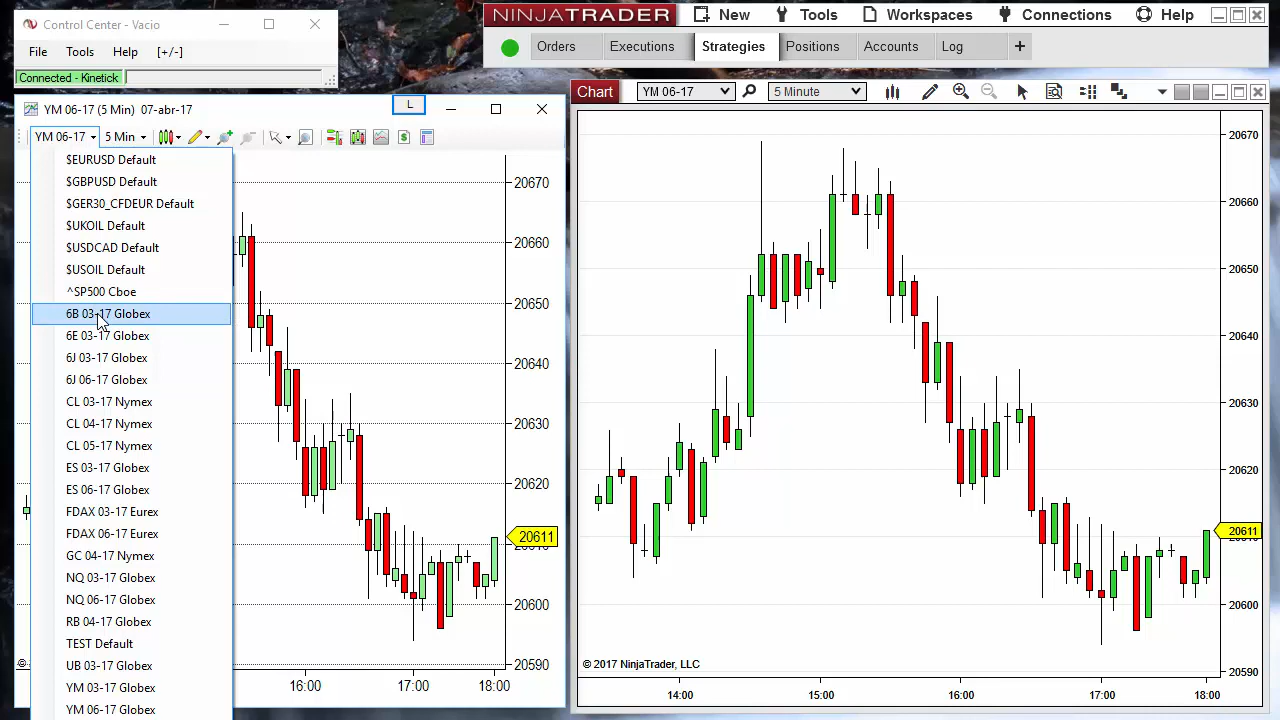 Control Center - Vacio
File Tools Help [+/-]
Connected - Kinetick
NINJATRADER New Tools Workspaces Connections Help
Orders Executions Strategies Positions Accounts Log +
YM 06-17 (5 Min) 07-abr-17
L
YM 06-17 5 Min
$EURUSD Default
$GBPUSD Default
$GER30_CFDEUR Default
$UKOIL Default
$USDCAD Default
$USOIL Default
^SP500 Cboe
6B 03-17 Globex
6E 03-17 Globex
6J 03-17 Globex
6J 06-17 Globex
CL 03-17 Nymex
CL 04-17 Nymex
CL 05-17 Nymex
ES 03-17 Globex
ES 06-17 Globex
FDAX 03-17 Eurex
FDAX 06-17 Eurex
GC 04-17 Nymex
NQ 03-17 Globex
NQ 06-17 Globex
RB 04-17 Globex
TEST Default
UB 03-17 Globex
YM 03-17 Globex
YM 06-17 Globex
20670
20660
20650
20640
20630
20620
20611
20600
20590
©
16:00 17:00 18:00
Chart YM 06-17 5 Minute
20670
20660
20650
20640
20630
20620
20611
20600
20590
© 2017 NinjaTrader, LLC
14:00 15:00 16:00 17:00 18:00